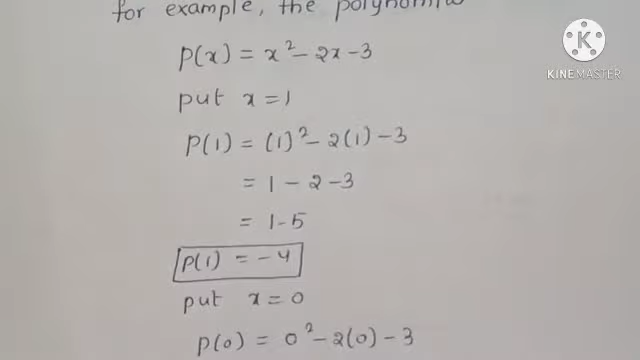 for example, the
P(x) = x² - 2x - 3
put x = 1
P(1) = (1)² - 2(1) - 3
= 1 - 2 - 3
= 1 - 5
P(1) = -4
put x = 0
P(0) = 0² - 2(0) - 3
K
KINEMASTER